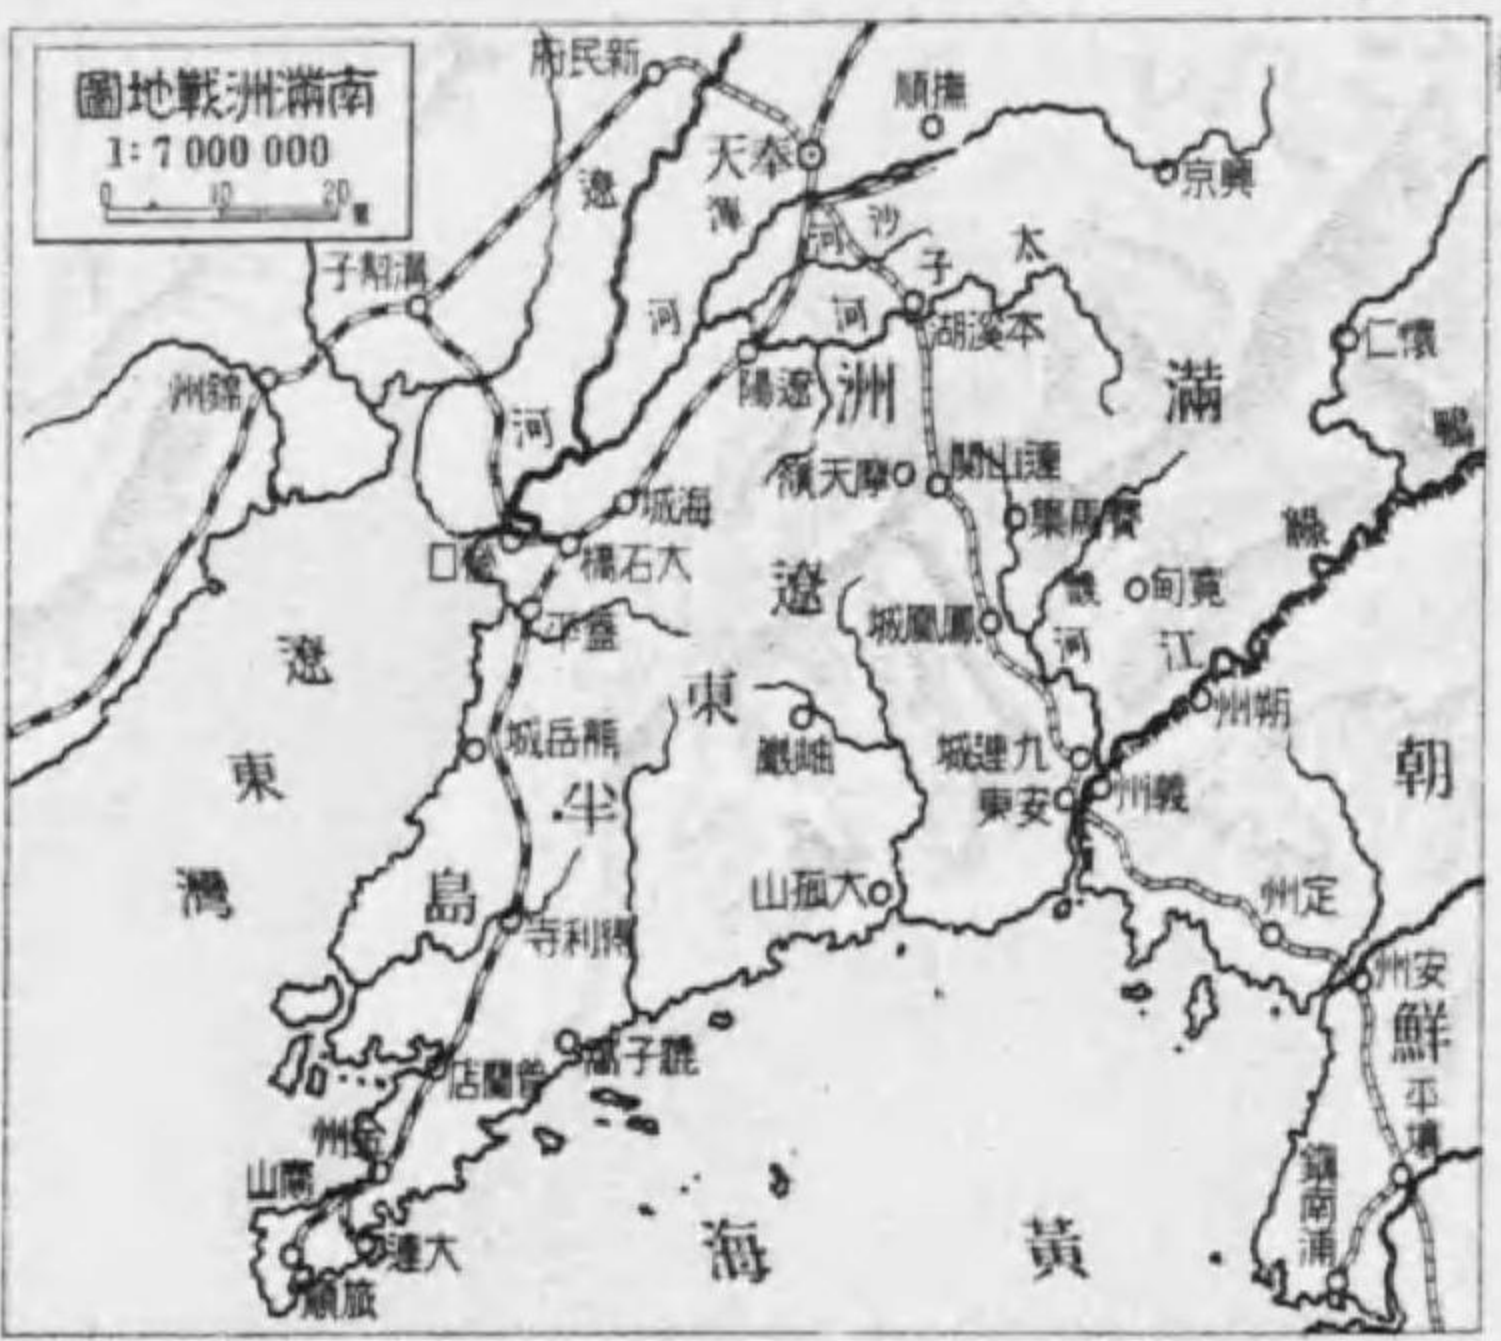 南滿洲戰地圖
1:7 000 000
0 10 20 里
新民府
撫順
奉天
興京
遼
渾
沙
河
太
子
河
河
溝幇子
本溪湖
懷仁
錦州
遼陽
滿
洲
鴨
河
連山關
摩天嶺
海城
賽馬集
綠
營口
大石橋
寬甸
靉
河
江
遼
鳳凰城
蓋平
遼
東
岫巖
朔州
熊岳城
九連城
東
半
安東
義州
朝
灣
島
大孤山
定州
得利寺
安州
鮮
貔子窩
普蘭店
平壤
金州
南山
鎭南浦
大連
旅順
黃
海